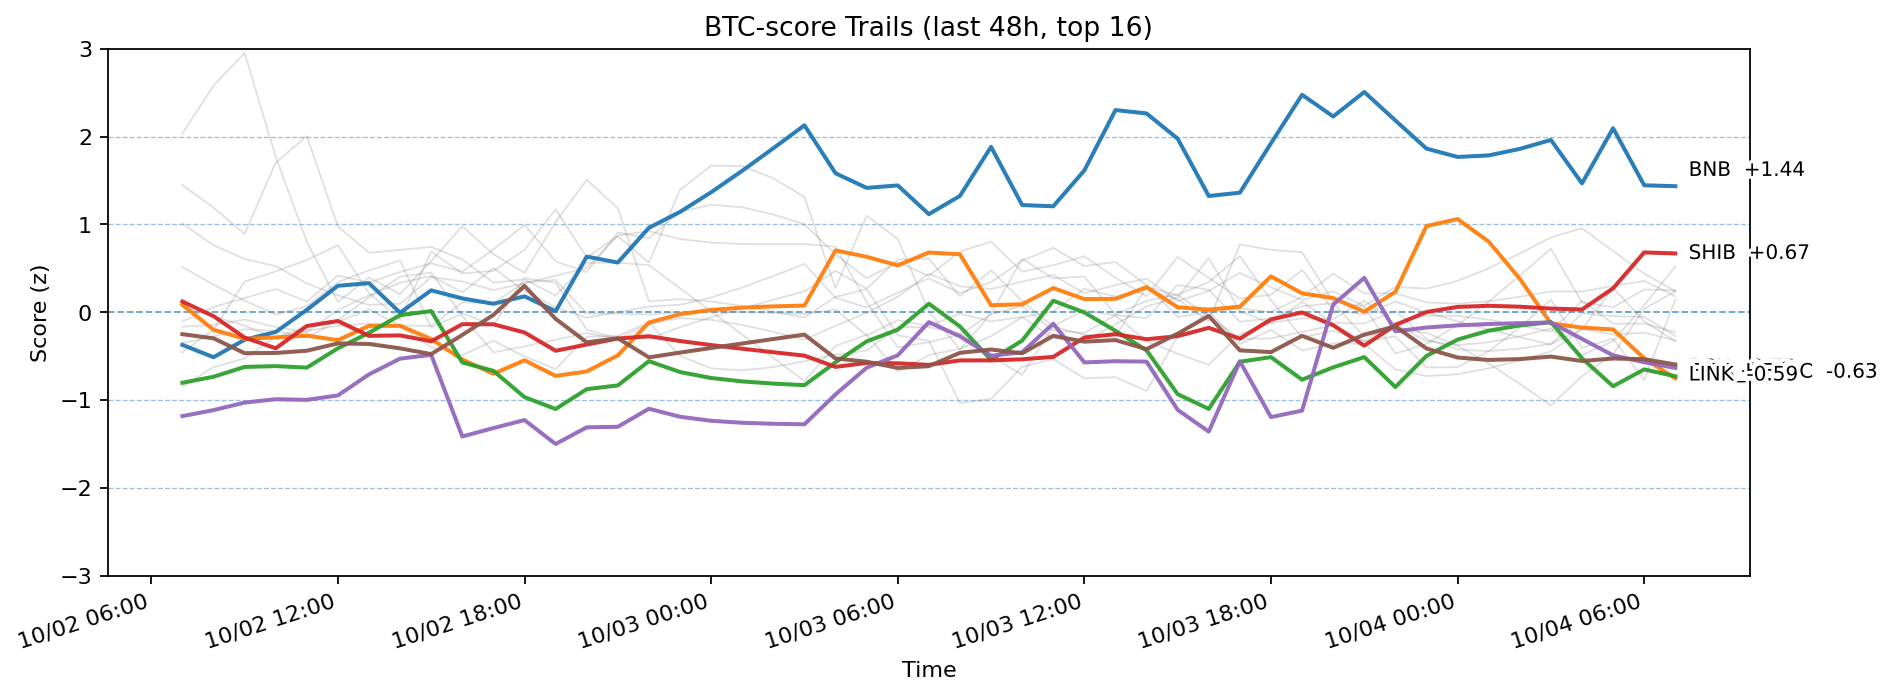 BTC-score Trails (last 48h, top 16)
Score (z)
3
2
1
0
−1
−2
−3
BNB +1.44
SHIB +0.67
LINK -0.59
C -0.63
10/02 06:00
10/02 12:00
10/02 18:00
10/03 00:00
10/03 06:00
10/03 12:00
10/03 18:00
10/04 00:00
10/04 06:00
Time